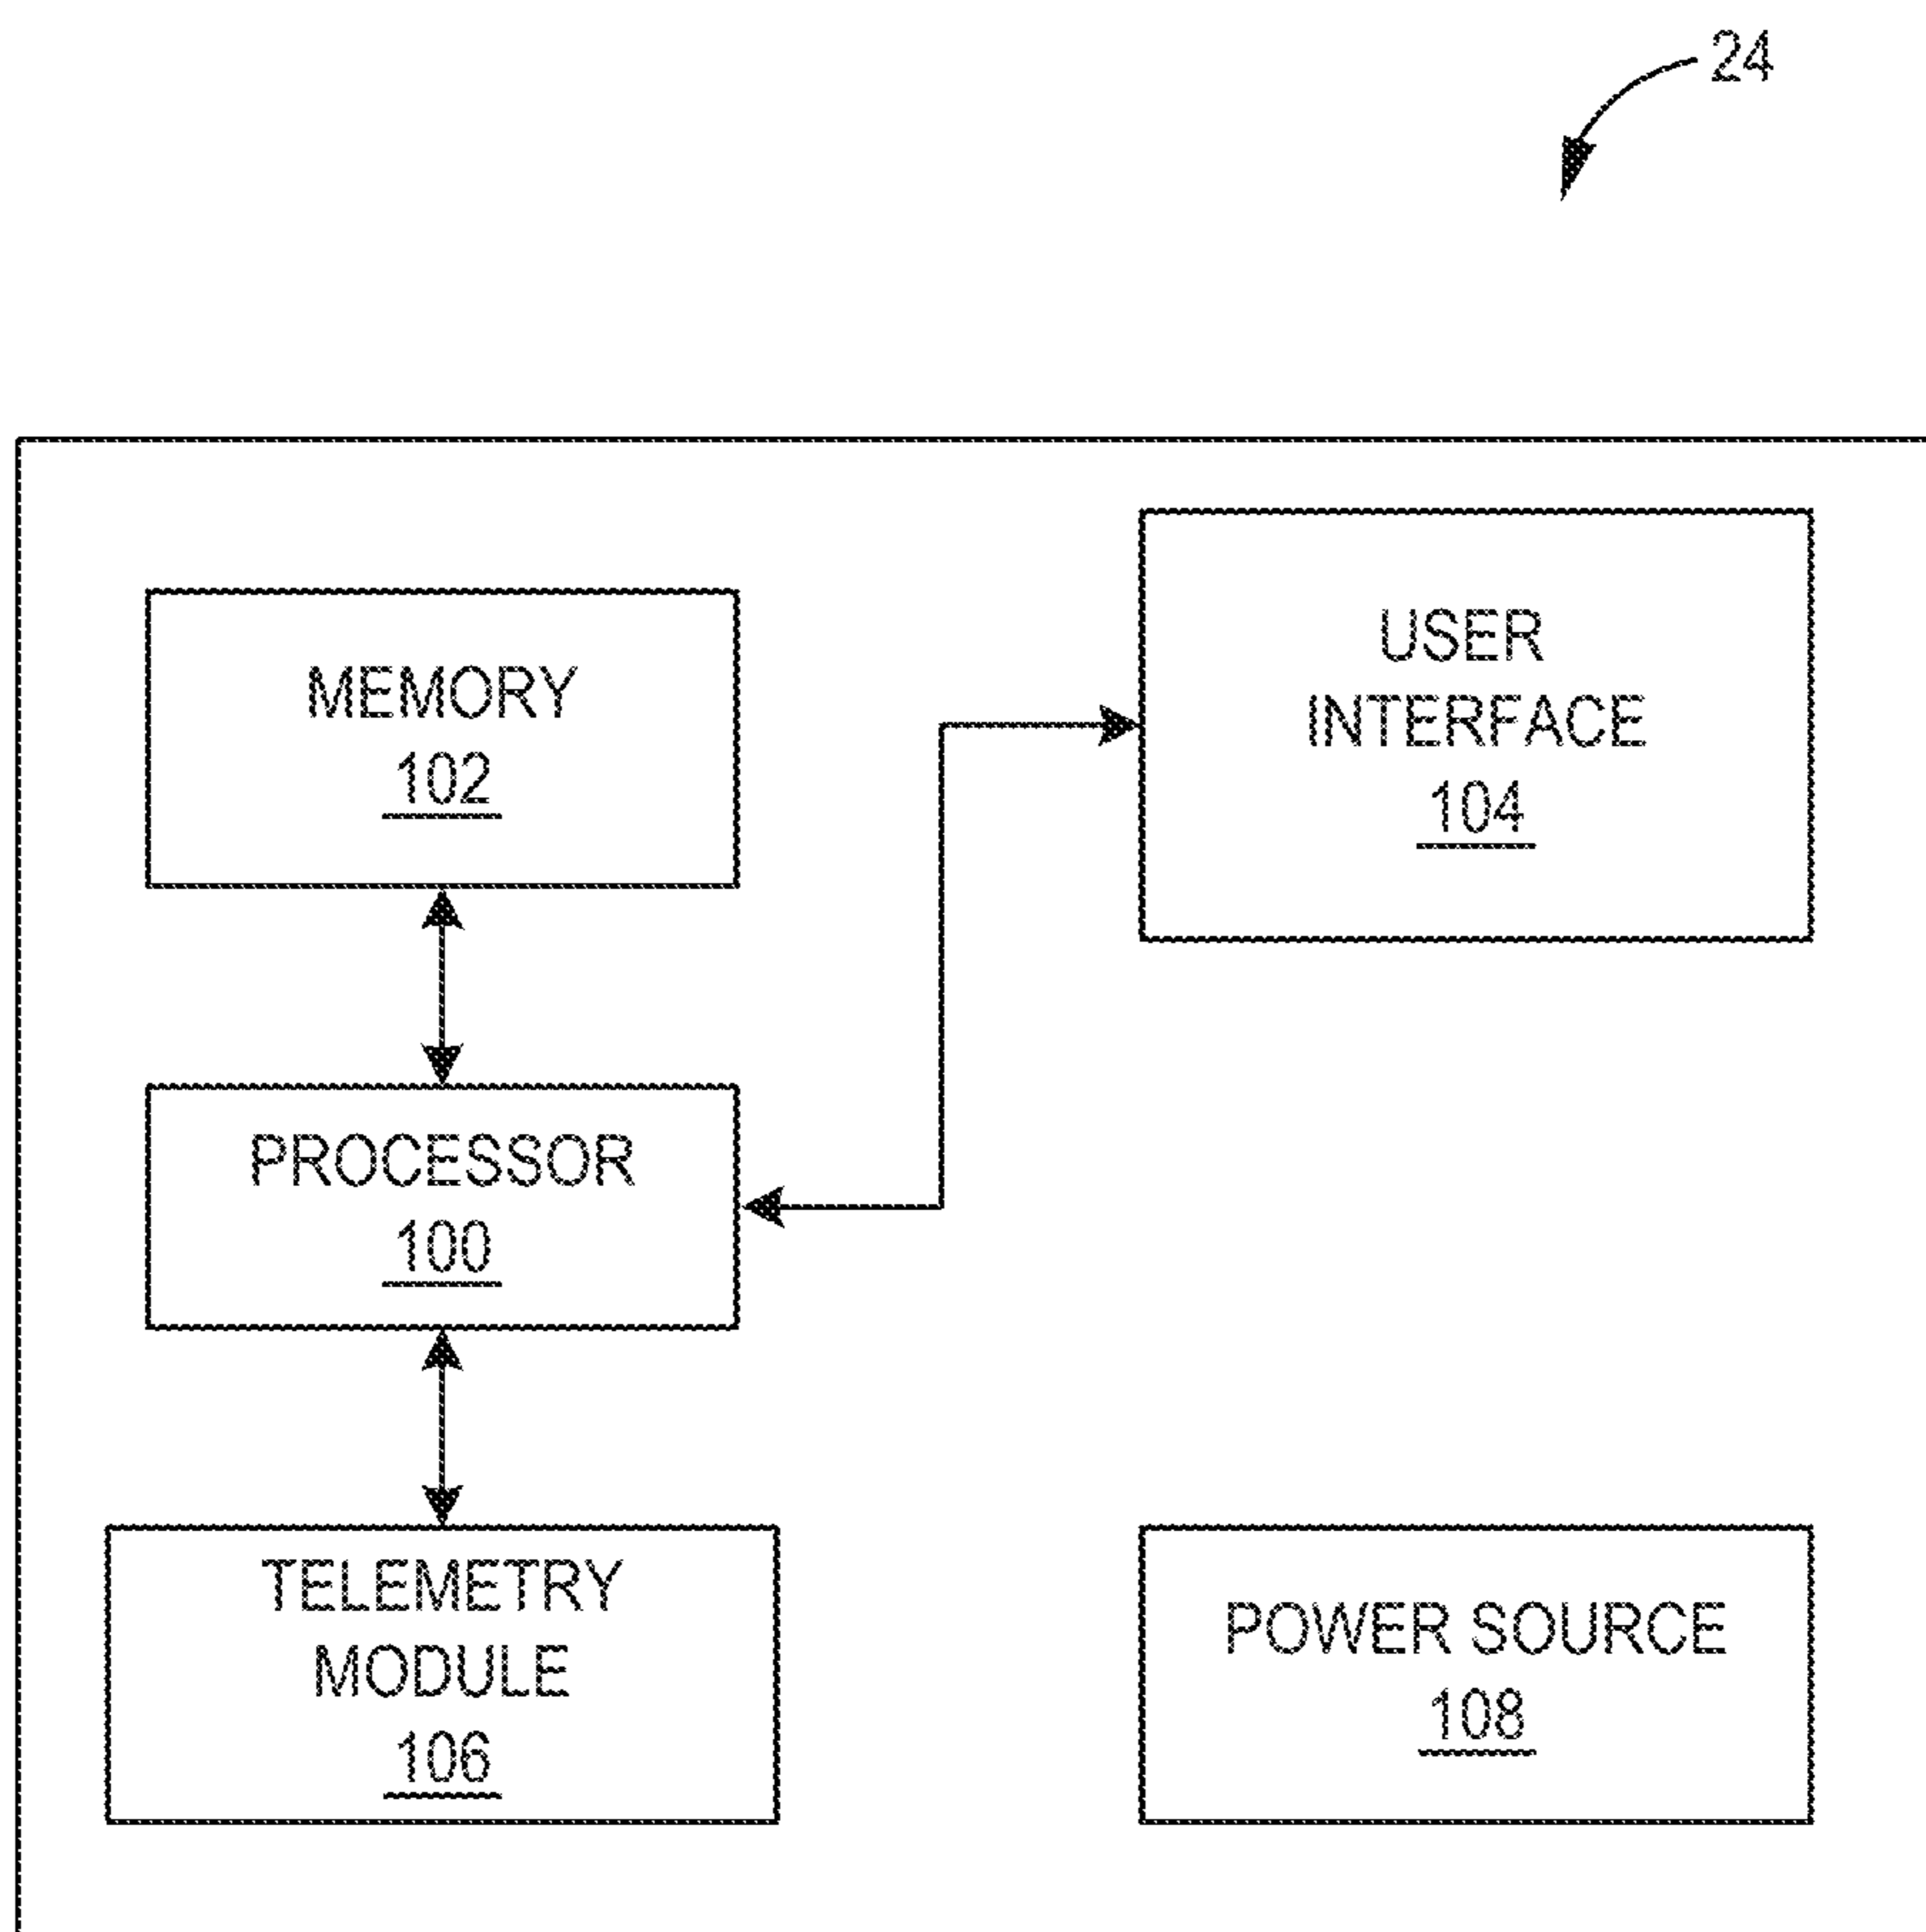 24
MEMORY
102
USER
INTERFACE
104
PROCESSOR
100
TELEMETRY
MODULE
106
POWER SOURCE
108